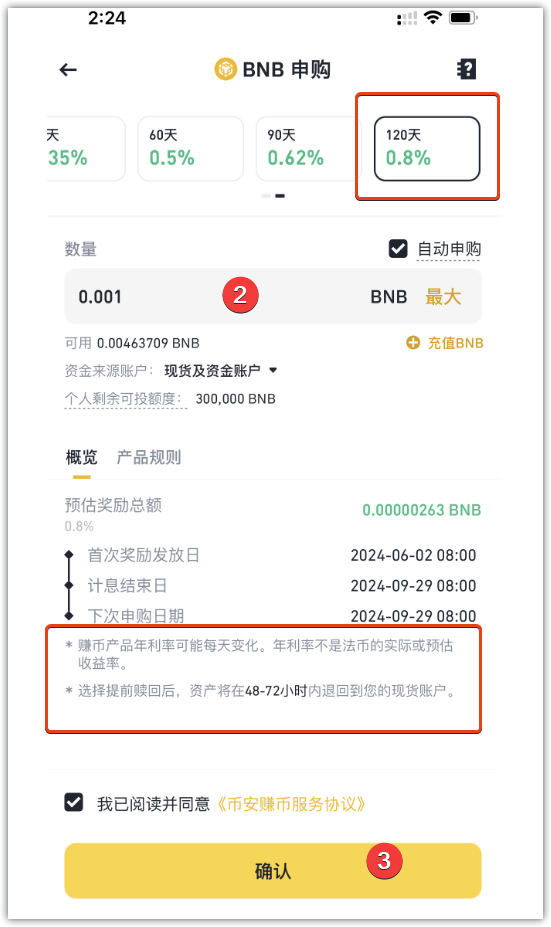 2:24
BNB 申购
天 60天 90天 120天
35% 0.5% 0.62% 0.8%
数量 自动申购
0.001 2 BNB 最大
可用 0.00463709 BNB 充值BNB
资金来源账户： 现货及资金账户
个人剩余可投额度： 300,000 BNB
概览 产品规则
预估奖励总额 0.00000263 BNB
0.8%
首次奖励发放日 2024-06-02 08:00
计息结束日 2024-09-29 08:00
下次申购日期 2024-09-29 08:00
* 赚币产品年利率可能每天变化。年利率不是法币的实际或预估
收益率。
* 选择提前赎回后，资产将在48-72小时内退回到您的现货账户。
我已阅读并同意《币安赚币服务协议》
确认 3